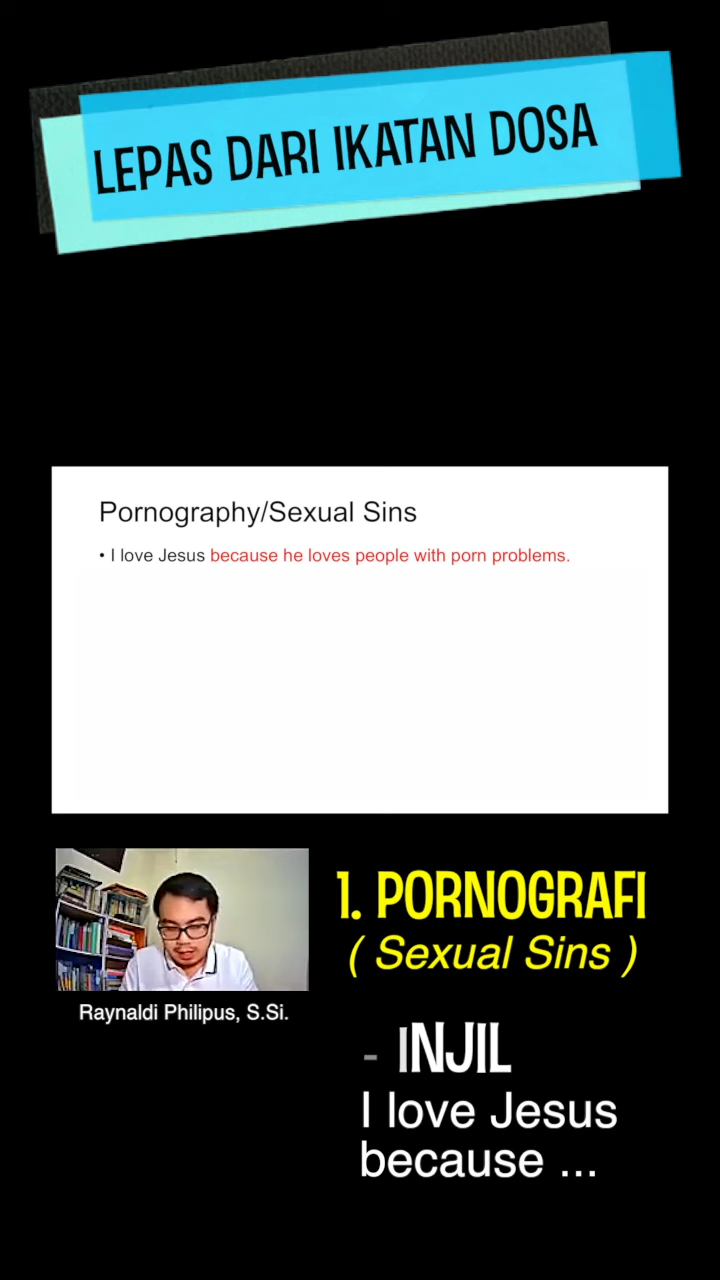 LEPAS DARI IKATAN DOSA
Pornography/Sexual Sins
• I love Jesus because he loves people with porn problems.
Raynaldi Philipus, S.Si.
1. PORNOGRAFI
( Sexual Sins )
- INJIL
I love Jesus
because ...